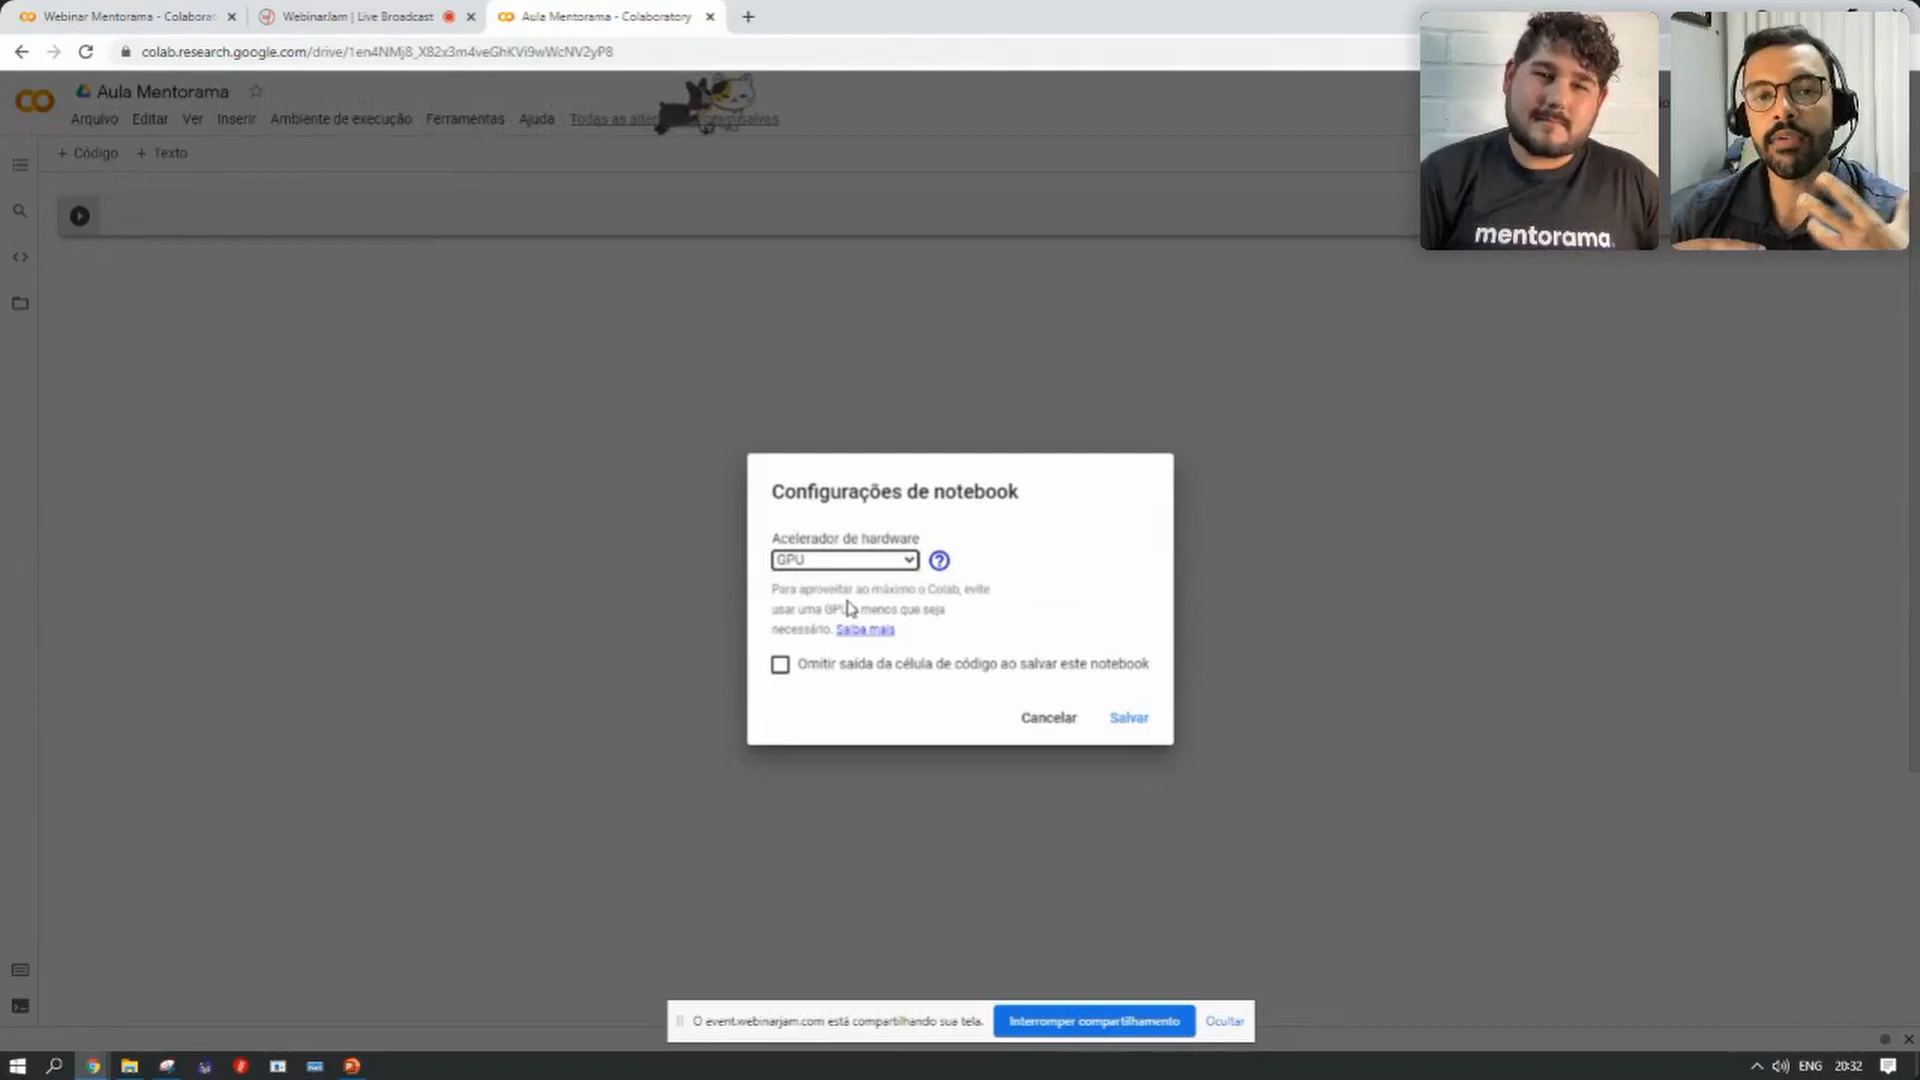 Webinar Mentorama - Colabora
WebinarJam | Live Broadcast
Aula Mentorama - Colaboratory
colab.research.google.com/drive/1en4NMj8_X82x3m4veGhKVi9wWcNV2yP8
CO Aula Mentorama
Arquivo Editar Ver Inserir Ambiente de execução Ferramentas Ajuda Todas as alter salvas
+ Código + Texto
mentorama.
Configurações de notebook
Acelerador de hardware
GPU
?
Para aproveitar ao máximo o Colab, evite
usar uma GPU menos que seja
necessário. Saiba mais
Omitir saída da célula de código ao salvar este notebook
Cancelar Salvar
O event.webinarjam.com está compartilhando sua tela. Interromper compartilhamento Ocultar
ENG 20:32